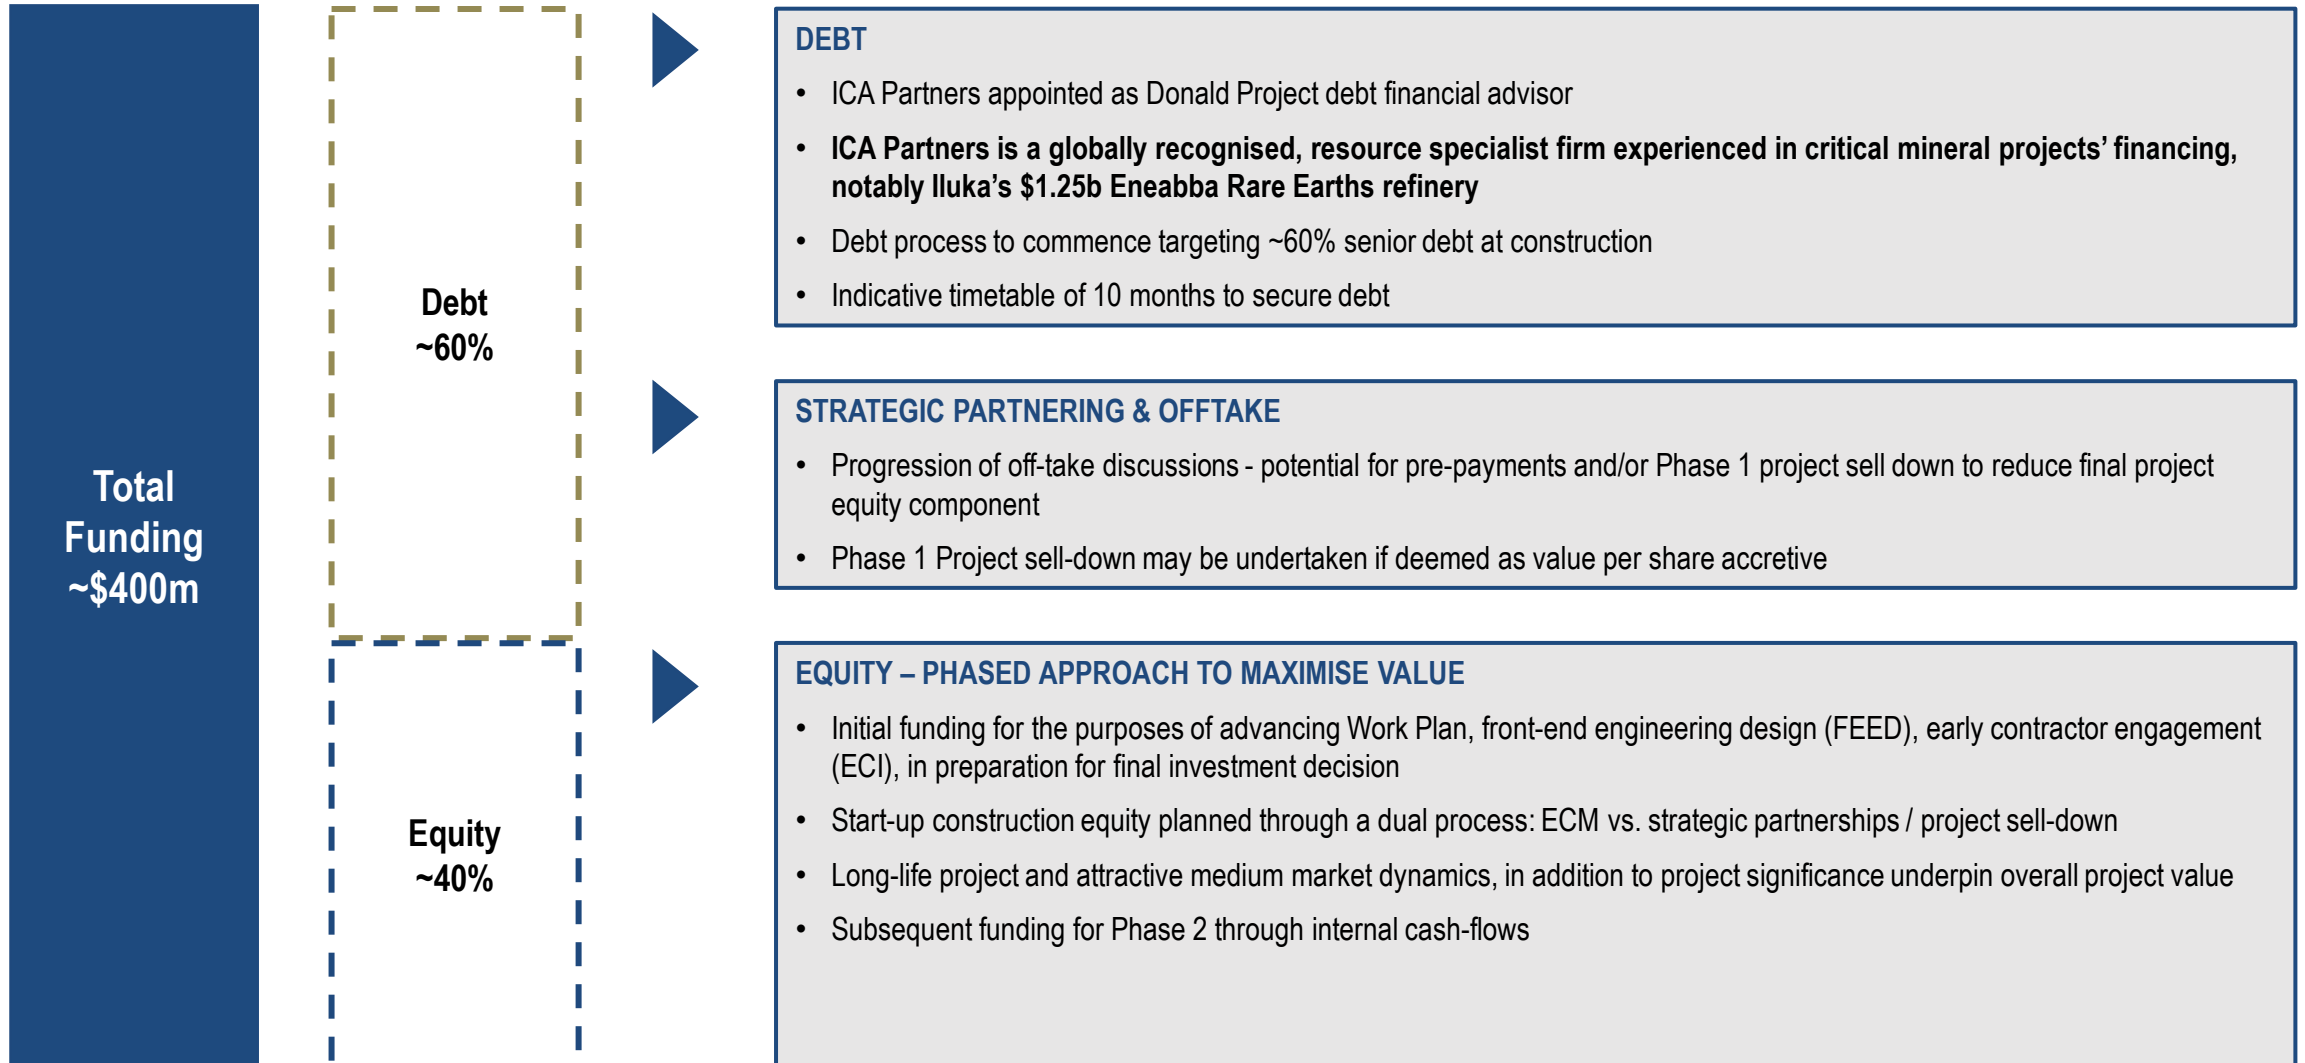 Total
Funding
~$400m
Debt
~60%
Equity
~40%
DEBT
• ICA Partners appointed as Donald Project debt financial advisor
• ICA Partners is a globally recognised, resource specialist firm experienced in critical mineral projects’ financing,
notably Iluka’s $1.25b Eneabba Rare Earths refinery
• Debt process to commence targeting ~60% senior debt at construction
• Indicative timetable of 10 months to secure debt
STRATEGIC PARTNERING & OFFTAKE
• Progression of off-take discussions - potential for pre-payments and/or Phase 1 project sell down to reduce final project
equity component
• Phase 1 Project sell-down may be undertaken if deemed as value per share accretive
EQUITY – PHASED APPROACH TO MAXIMISE VALUE
• Initial funding for the purposes of advancing Work Plan, front-end engineering design (FEED), early contractor engagement
(ECI), in preparation for final investment decision
• Start-up construction equity planned through a dual process: ECM vs. strategic partnerships / project sell-down
• Long-life project and attractive medium market dynamics, in addition to project significance underpin overall project value
• Subsequent funding for Phase 2 through internal cash-flows